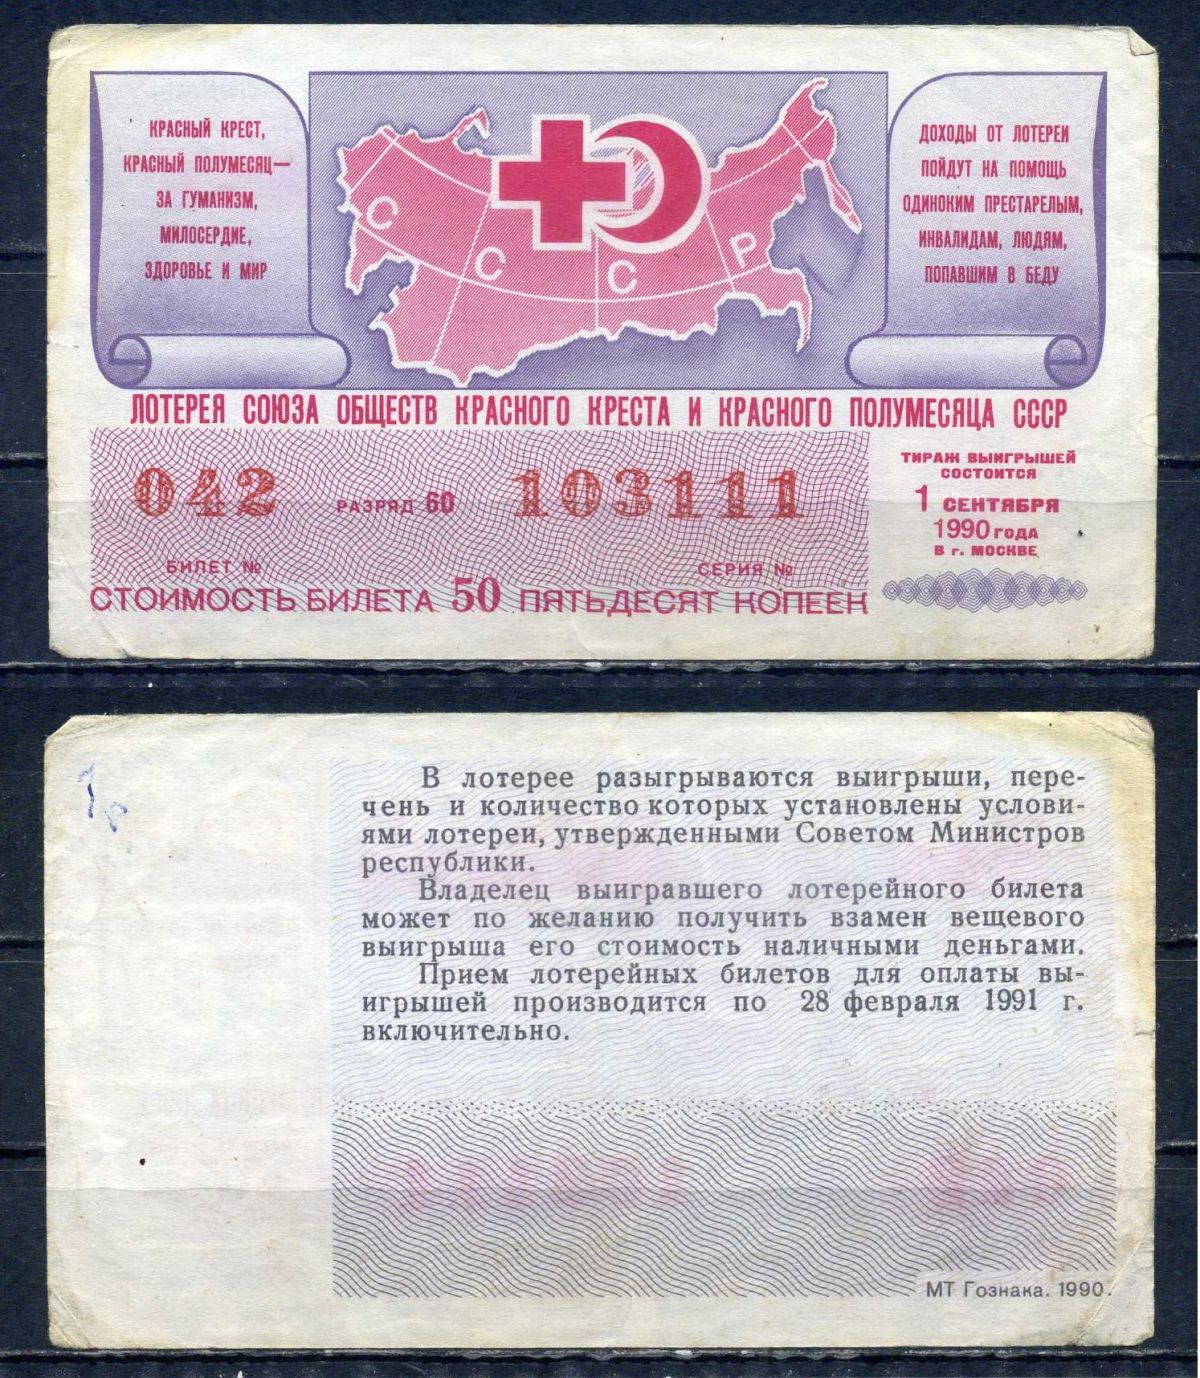 КРАСНЫЙ КРЕСТ,
КРАСНЫЙ ПОЛУМЕСЯЦ—
ЗА ГУМАНИЗМ,
МИЛОСЕРДИЕ,
ЗДОРОВЬЕ И МИР
С С С Р
ДОХОДЫ ОТ ЛОТЕРЕИ
ПОЙДУТ НА ПОМОЩЬ
ОДИНОКИМ ПРЕСТАРЕЛЫМ,
ИНВАЛИДАМ, ЛЮДЯМ,
ПОПАВШИМ В БЕДУ
ЛОТЕРЕЯ СОЮЗА ОБЩЕСТВ КРАСНОГО КРЕСТА И КРАСНОГО ПОЛУМЕСЯЦА СССР
042 РАЗРЯД 60 103111
БИЛЕТ № СЕРИЯ №
СТОИМОСТЬ БИЛЕТА 50 ПЯТЬДЕСЯТ КОПЕЕК
ТИРАЖ ВЫИГРЫШЕЙ
СОСТОИТСЯ
1 СЕНТЯБРЯ
1990 ГОДА
В г. МОСКВЕ
В лотерее разыгрываются выигрыши, пере-
чень и количество которых установлены услови-
ями лотереи, утвержденными Советом Министров
республики.
Владелец выигравшего лотерейного билета
может по желанию получить взамен вещевого
выигрыша его стоимость наличными деньгами.
Прием лотерейных билетов для оплаты вы-
игрышей производится по 28 февраля 1991 г.
включительно.
МТ Гознака. 1990.